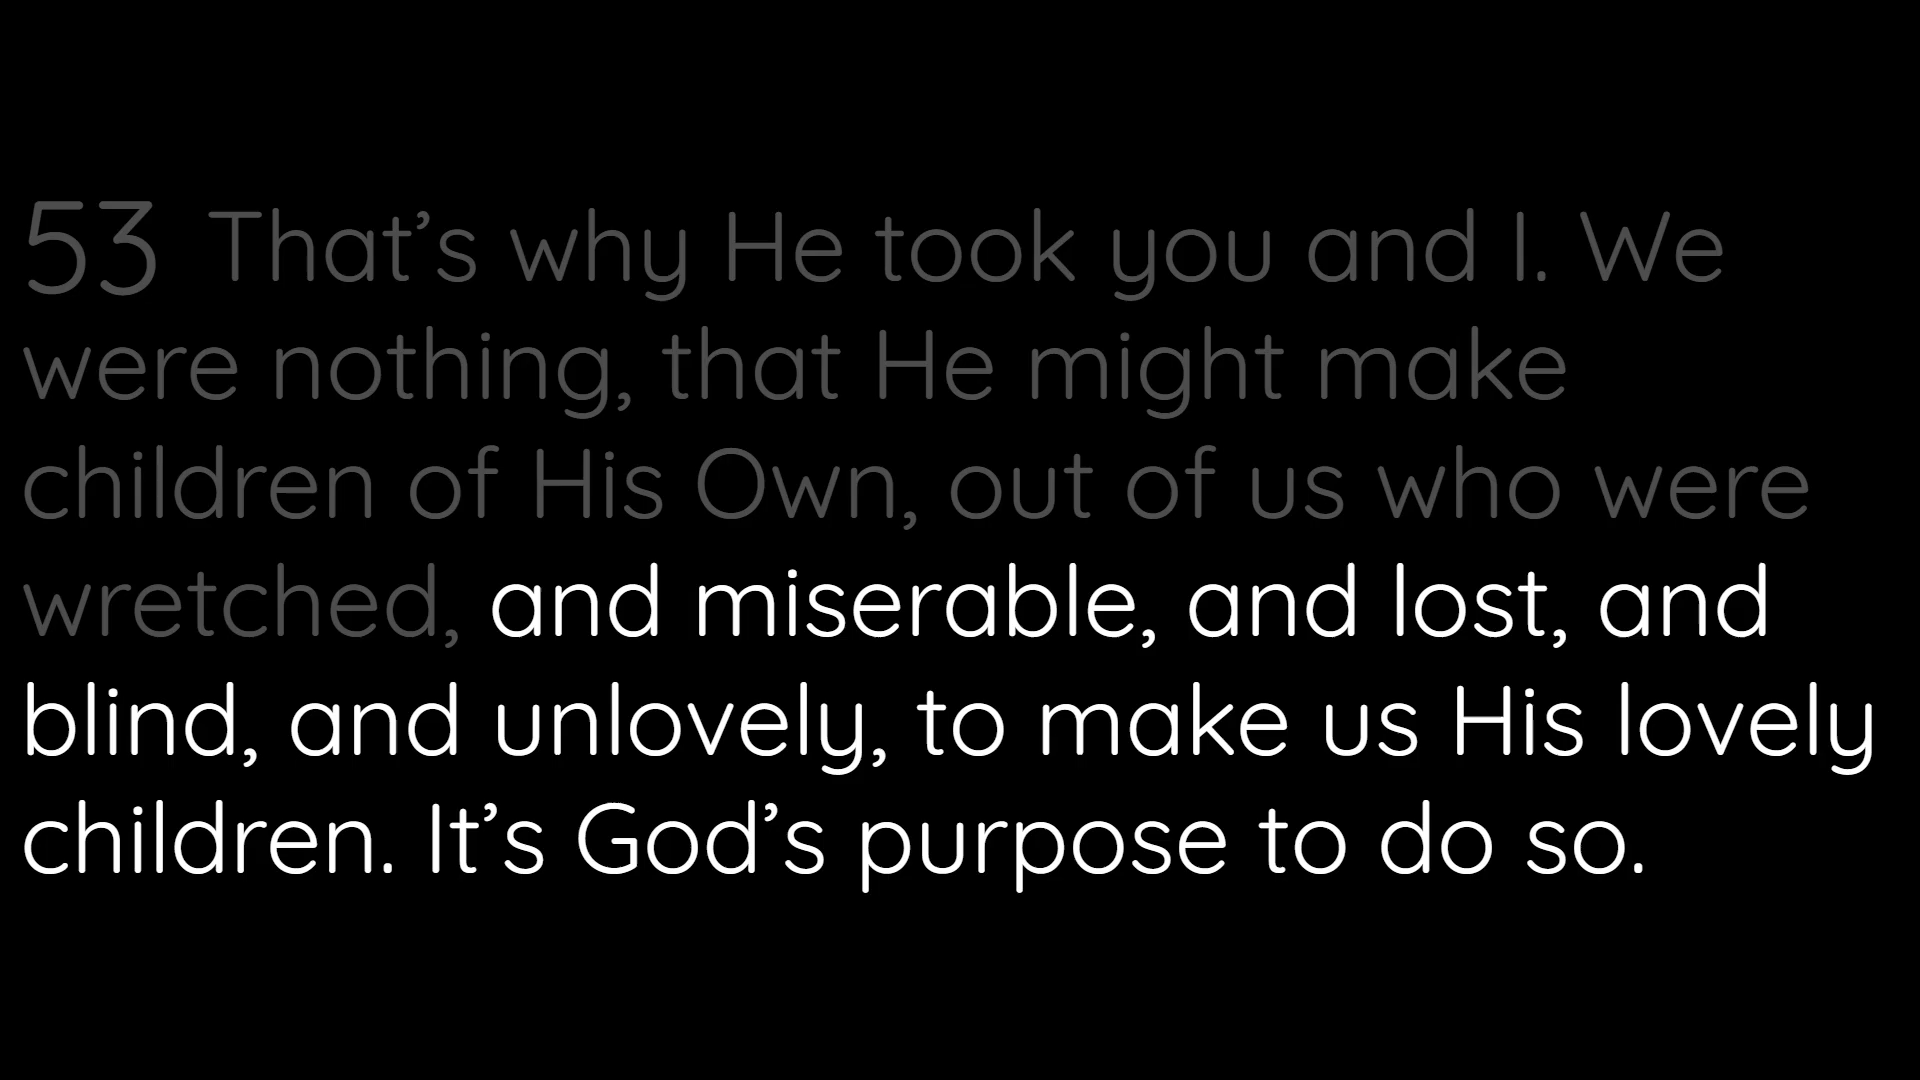 53 That’s why He took you and I. We
were nothing, that He might make
children of His Own, out of us who were
wretched, and miserable, and lost, and
blind, and unlovely, to make us His lovely
children. It’s God’s purpose to do so.